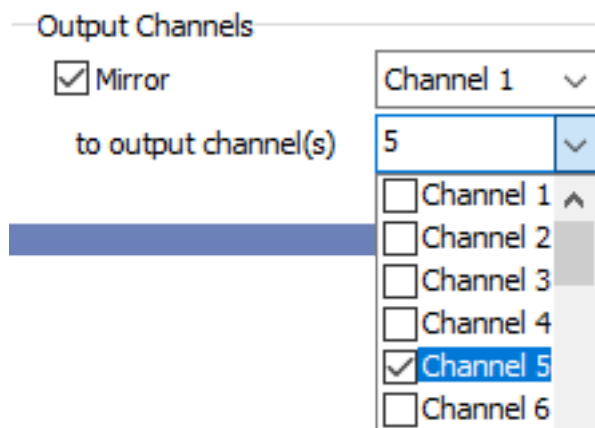 Output Channels
Mirror Channel 1
to output channel(s) 5
Channel 1
Channel 2
Channel 3
Channel 4
Channel 5
Channel 6